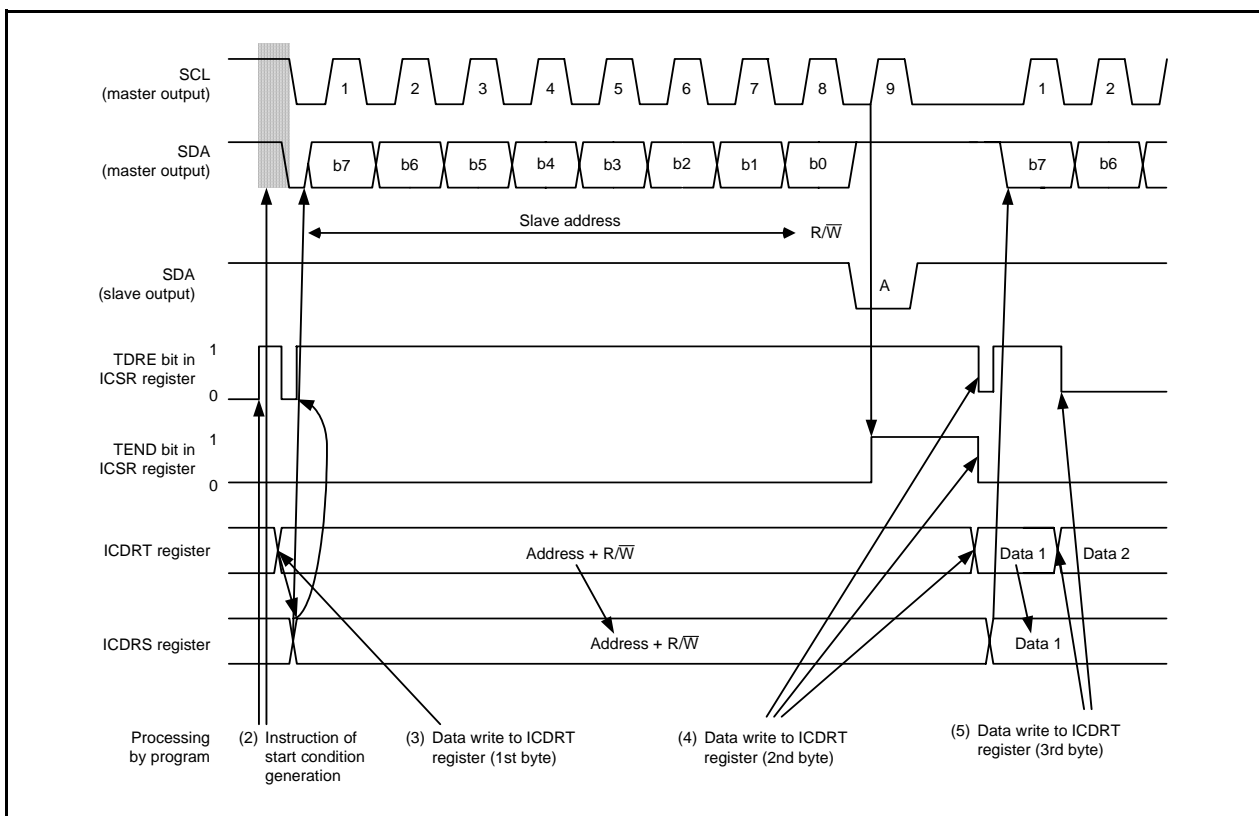 SCL
(master output)
1 2 3 4 5 6 7 8 9 1 2
SDA
(master output)
b7 b6 b5 b4 b3 b2 b1 b0 b7 b6
Slave address
R/W̅
SDA
(slave output)
A
TDRE bit in
ICSR register
1
0
TEND bit in
ICSR register
1
0
ICDRT register
Address + R/W̅
Data 1
Data 2
ICDRS register
Address + R/W̅
Data 1
Processing
by program
(2) Instruction of
start condition
generation
(3) Data write to ICDRT
register (1st byte)
(4) Data write to ICDRT
register (2nd byte)
(5) Data write to ICDRT
register (3rd byte)